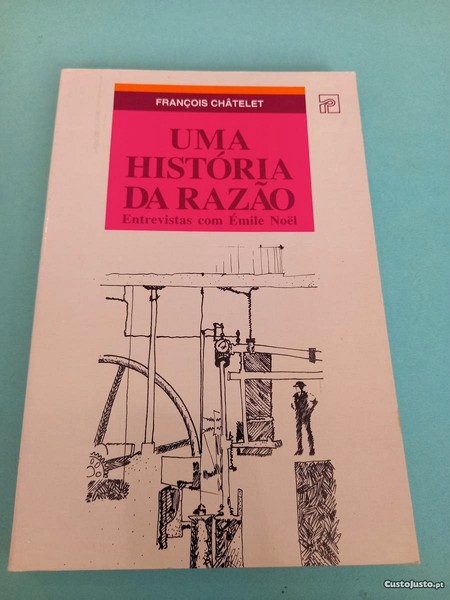 FRANÇOIS CHÂTELET
UMA
HISTÓRIA
DA RAZÃO
Entrevistas com Émile Noël
CustoJusto.pt